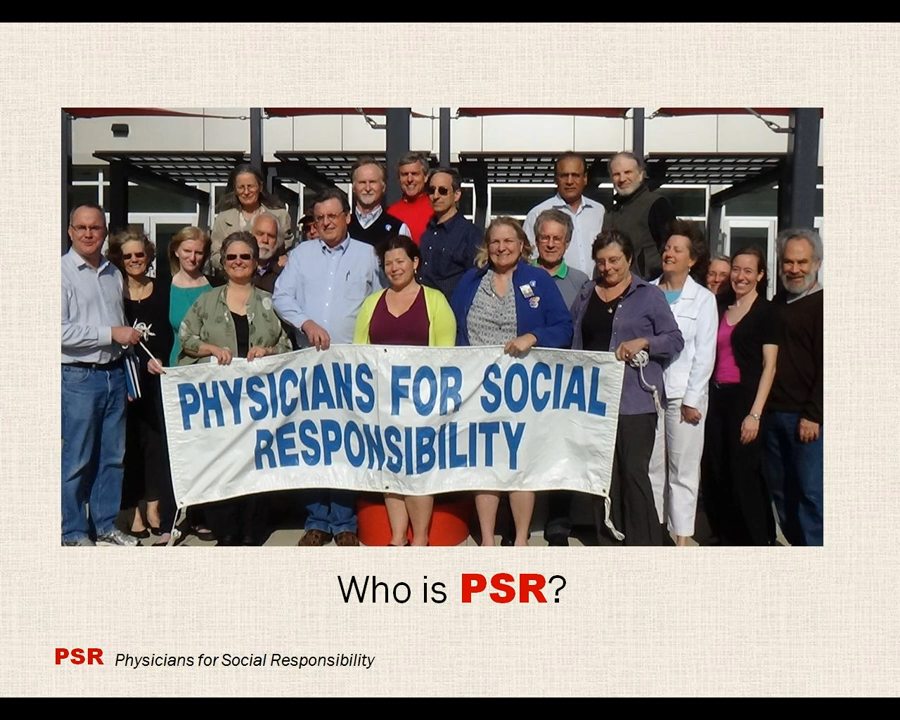 PHYSICIANS FOR SOCIAL
RESPONSIBILITY
Who is PSR?
PSR Physicians for Social Responsibility